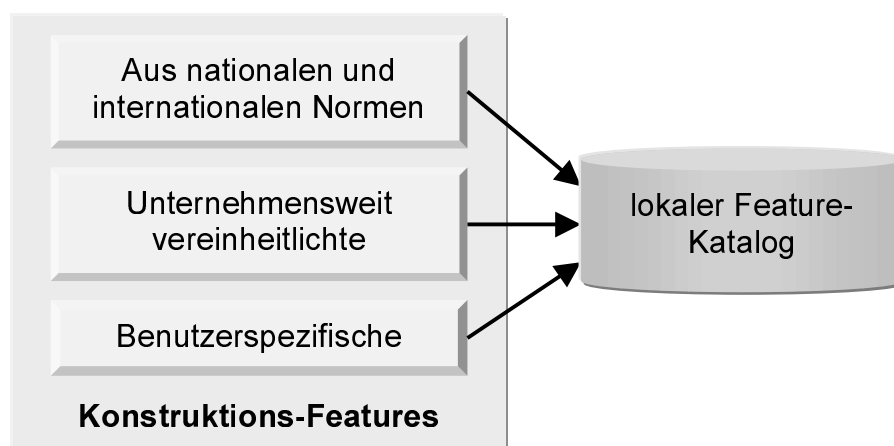 Aus nationalen und
internationalen Normen
Unternehmensweit
vereinheitlichte
Benutzerspezifische
Konstruktions-Features
lokaler Feature-
Katalog